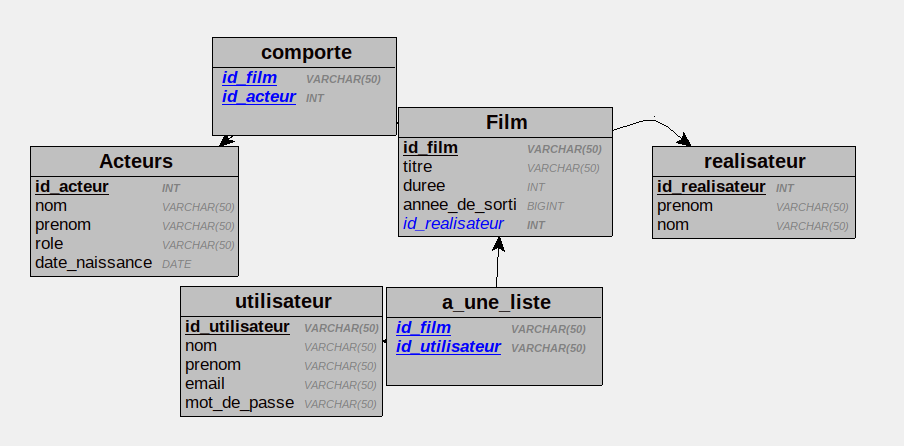 comporte
id_film VARCHAR(50)
id_acteur INT
Film
id_film VARCHAR(50)
titre VARCHAR(50)
duree INT
annee_de_sorti BIGINT
id_realisateur INT
realisateur
id_realisateur INT
prenom VARCHAR(50)
nom VARCHAR(50)
Acteurs
id_acteur INT
nom VARCHAR(50)
prenom VARCHAR(50)
role VARCHAR(50)
date_naissance DATE
utilisateur
id_utilisateur VARCHAR(50)
nom VARCHAR(50)
prenom VARCHAR(50)
email VARCHAR(50)
mot_de_passe VARCHAR(50)
a_une_liste
id_film VARCHAR(50)
id_utilisateur VARCHAR(50)